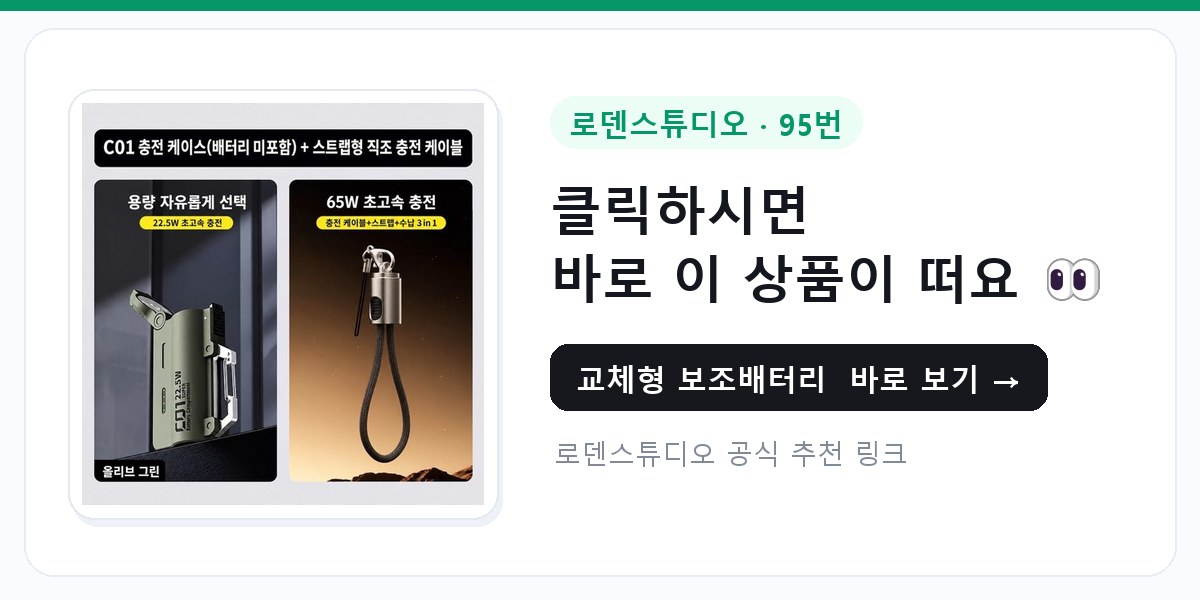 C01 충전 케이스(배터리 미포함) + 스트랩형 직조 충전 케이블
용량 자유롭게 선택
22.5W 초고속 충전
올리브 그린
65W 초고속 충전
충전 케이블+스트랩+수납 3 in 1
로덴스튜디오 · 95번
클릭하시면
바로 이 상품이 떠요 👀
교체형 보조배터리 바로 보기 →
로덴스튜디오 공식 추천 링크